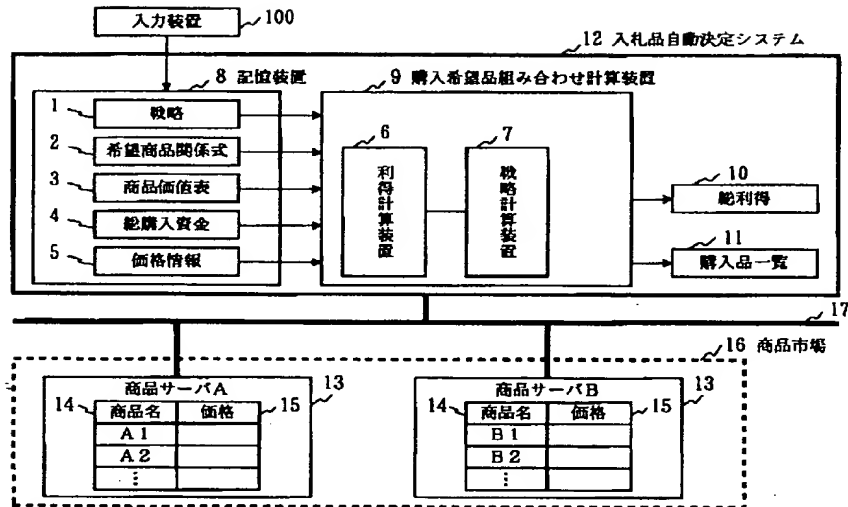 入力装置 100
12 入札品自動決定システム
8 記憶装置
9 購入希望品組み合わせ計算装置
1 戦略
2 希望商品関係式
3 商品価値表
4 総購入資金
5 価格情報
6
利得計算装置
7
戦略計算装置
10
総利得
11
購入品一覧
17
16 商品市場
商品サーバA 13
14 商品名 価格 15
A1
A2
⋮
商品サーバB 13
14 商品名 価格 15
B1
B2
⋮